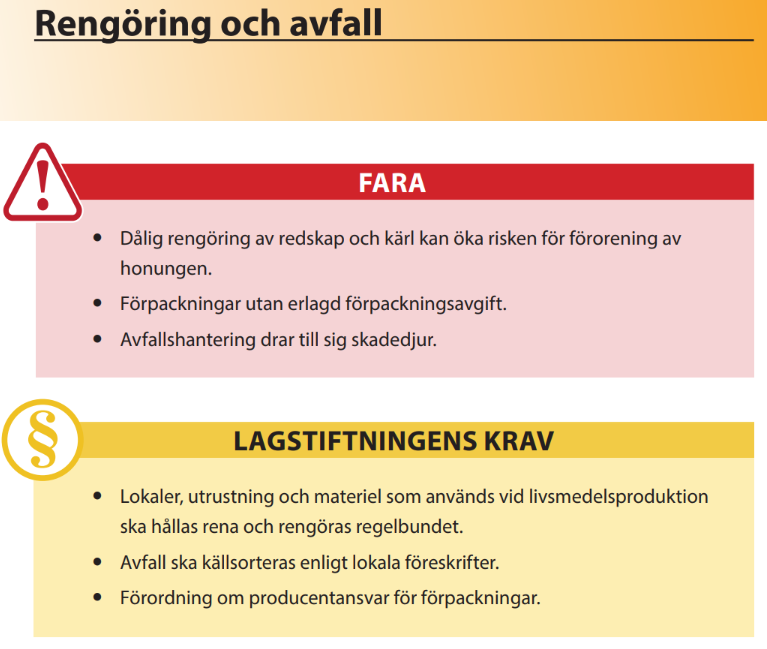 Rengöring och avfall
FARA
• Dålig rengöring av redskap och kärl kan öka risken för förorening av
honungen.
• Förpackningar utan erlagd förpackningsavgift.
• Avfallshantering drar till sig skadedjur.
§
LAGSTIFTNINGENS KRAV
• Lokaler, utrustning och materiel som används vid livsmedelsproduktion
ska hållas rena och rengöras regelbundet.
• Avfall ska källsorteras enligt lokala föreskrifter.
• Förordning om producentansvar för förpackningar.